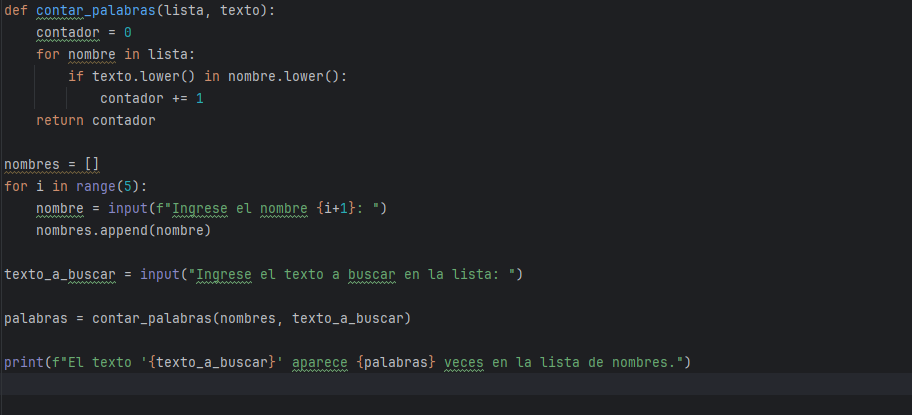 def contar_palabras(lista, texto):
    contador = 0
    for nombre in lista:
        if texto.lower() in nombre.lower():
            contador += 1
    return contador

nombres = []
for i in range(5):
    nombre = input(f"Ingrese el nombre {i+1}: ")
    nombres.append(nombre)

texto_a_buscar = input("Ingrese el texto a buscar en la lista: ")

palabras = contar_palabras(nombres, texto_a_buscar)

print(f"El texto '{texto_a_buscar}' aparece {palabras} veces en la lista de nombres.")